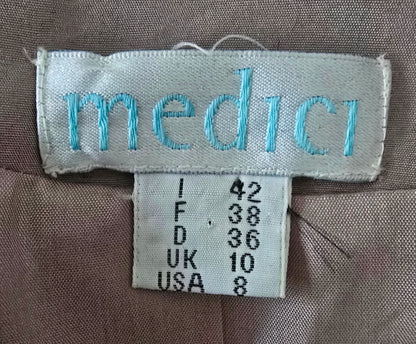 medici
I 42
F 38
D 36
UK 10
USA 8